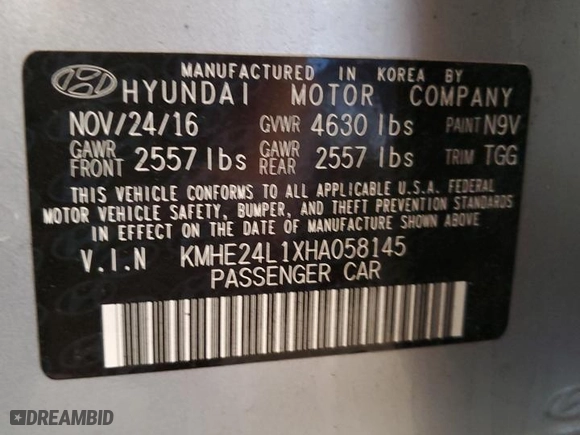 MANUFACTURED IN KOREA BY
HYUNDAI MOTOR COMPANY
NOV/24/16 GVWR 4630 lbs PAINT N9V
GAWR FRONT 2557 lbs GAWR REAR 2557 lbs TRIM TGG
THIS VEHICLE CONFORMS TO ALL APPLICABLE U.S.A. FEDERAL
MOTOR VEHICLE SAFETY, BUMPER, AND THEFT PREVENTION STANDARDS
IN EFFECT ON THE DATE OF MANUFACTURE SHOWN ABOVE.
V.I.N KMHE24L1XHA058145
PASSENGER CAR
DREAMBID